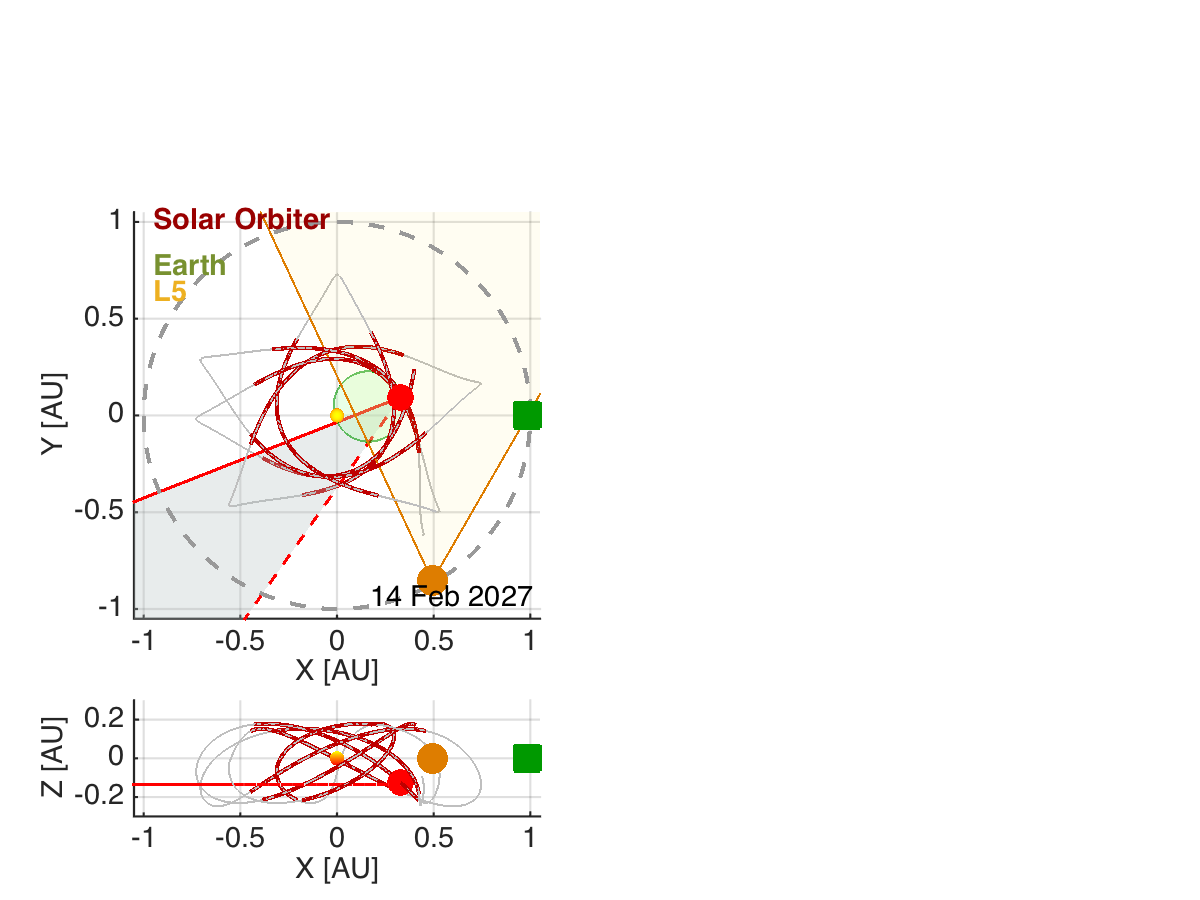 Solar Orbiter
Earth
L5
1
0.5
0
-0.5
-1
Y [AU]
14 Feb 2027
-1 -0.5 0 0.5 1
X [AU]
0.2
0
-0.2
Z [AU]
-1 -0.5 0 0.5 1
X [AU]